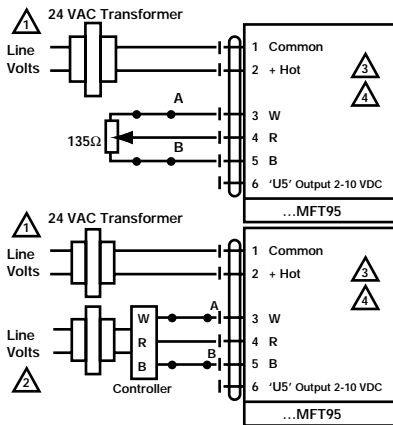 1 24 VAC Transformer
Line
Volts
1 Common
2 + Hot
3
4
A
3 W
135Ω
4 R
B
5 B
6 'U5' Output 2-10 VDC
...MFT95
1 24 VAC Transformer
Line
Volts
1 Common
2 + Hot
3
4
Line
Volts
2
W
R
B
Controller
A
3 W
4 R
B
5 B
6 'U5' Output 2-10 VDC
...MFT95